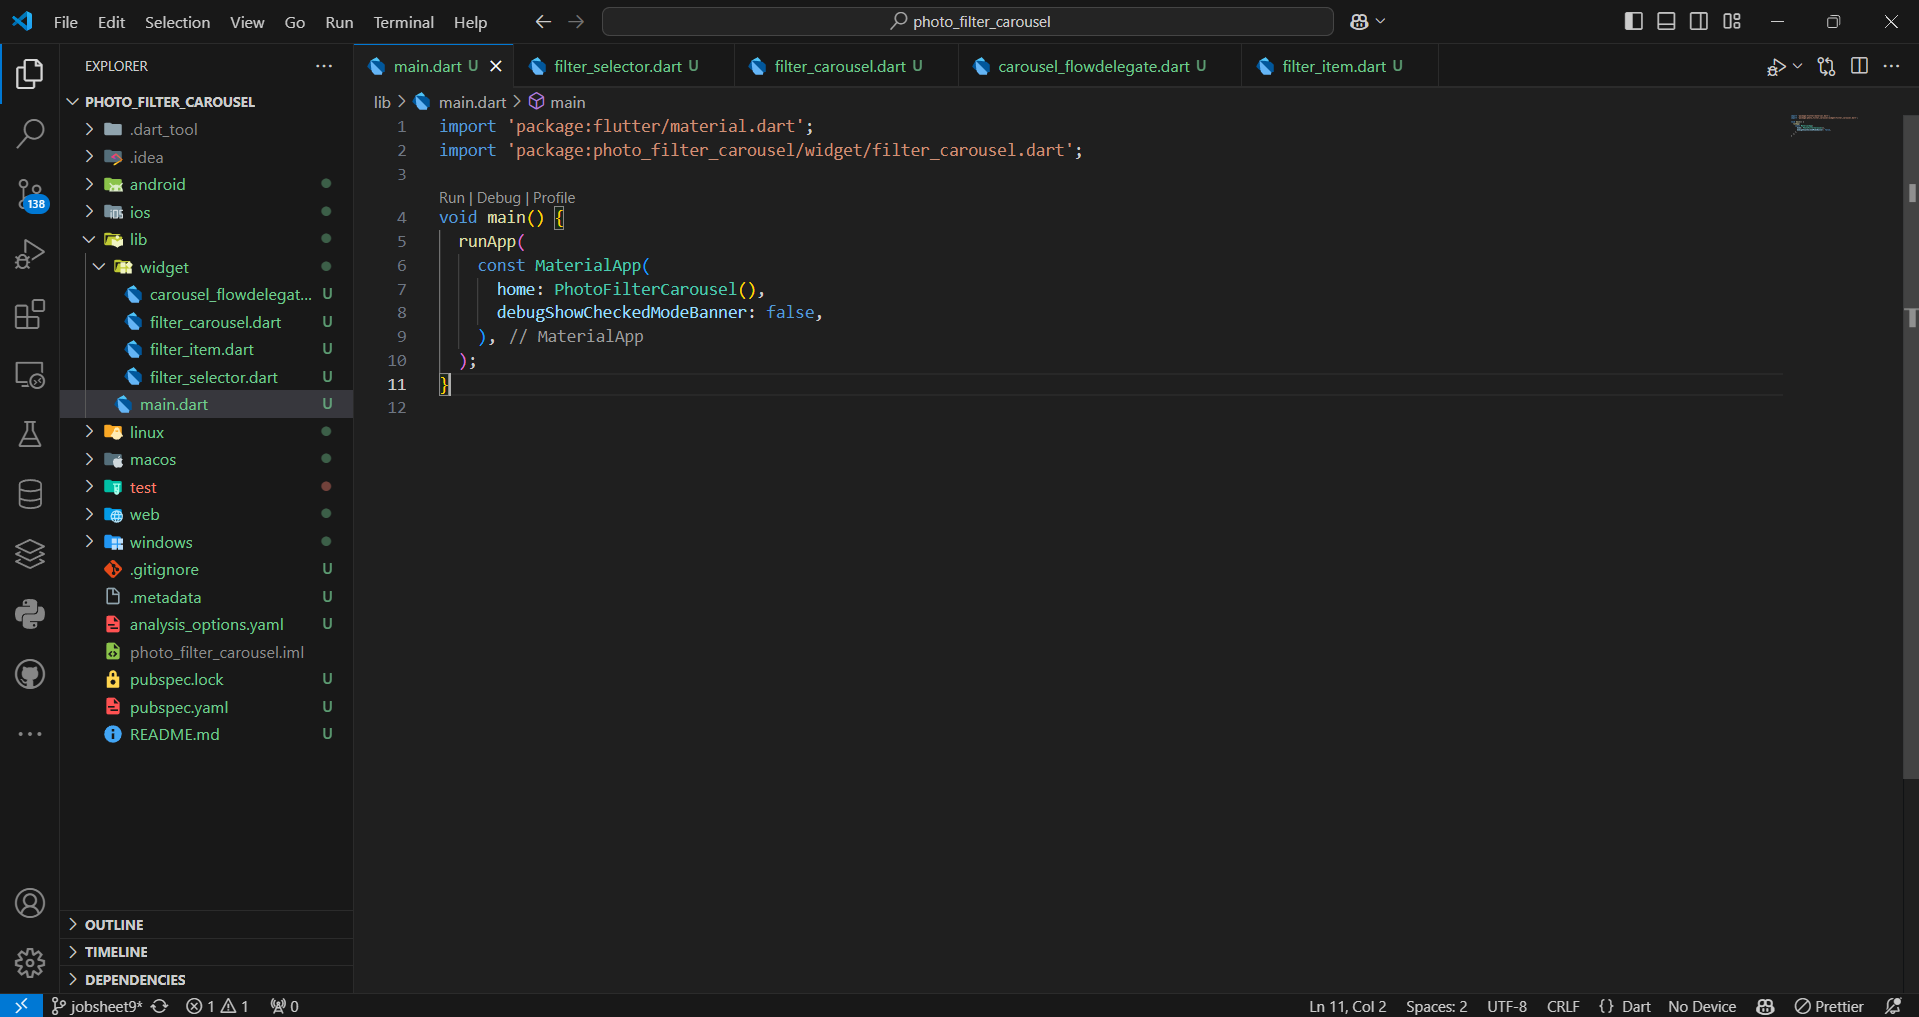 File Edit Selection View Go Run Terminal Help
photo_filter_carousel
EXPLORER
PHOTO_FILTER_CAROUSEL
.dart_tool
.idea
android
ios
lib
widget
carousel_flowdelegat... U
filter_carousel.dart U
filter_item.dart U
filter_selector.dart U
main.dart U
linux
macos
test
web
windows
.gitignore U
.metadata U
analysis_options.yaml U
photo_filter_carousel.iml
pubspec.lock U
pubspec.yaml U
README.md U
138
OUTLINE
TIMELINE
DEPENDENCIES
main.dart U filter_selector.dart U filter_carousel.dart U carousel_flowdelegate.dart U filter_item.dart U
lib > main.dart > main
1 import 'package:flutter/material.dart';
2 import 'package:photo_filter_carousel/widget/filter_carousel.dart';
3
Run | Debug | Profile
4 void main() {
5 runApp(
6 const MaterialApp(
7 home: PhotoFilterCarousel(),
8 debugShowCheckedModeBanner: false,
9 ), // MaterialApp
10 );
11 }
12
jobsheet9* 1 1 0
Ln 11, Col 2 Spaces: 2 UTF-8 CRLF {} Dart No Device Prettier